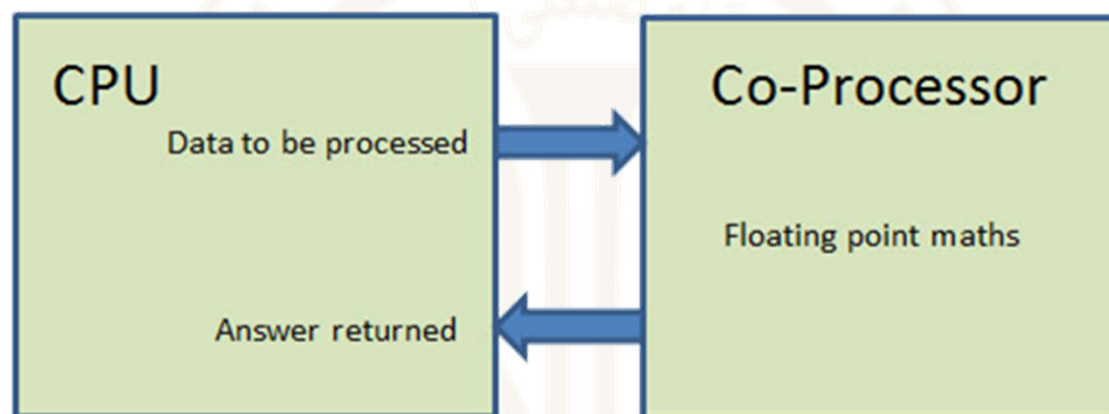 CPU
Data to be processed
Answer returned
Co-Processor
Floating point maths